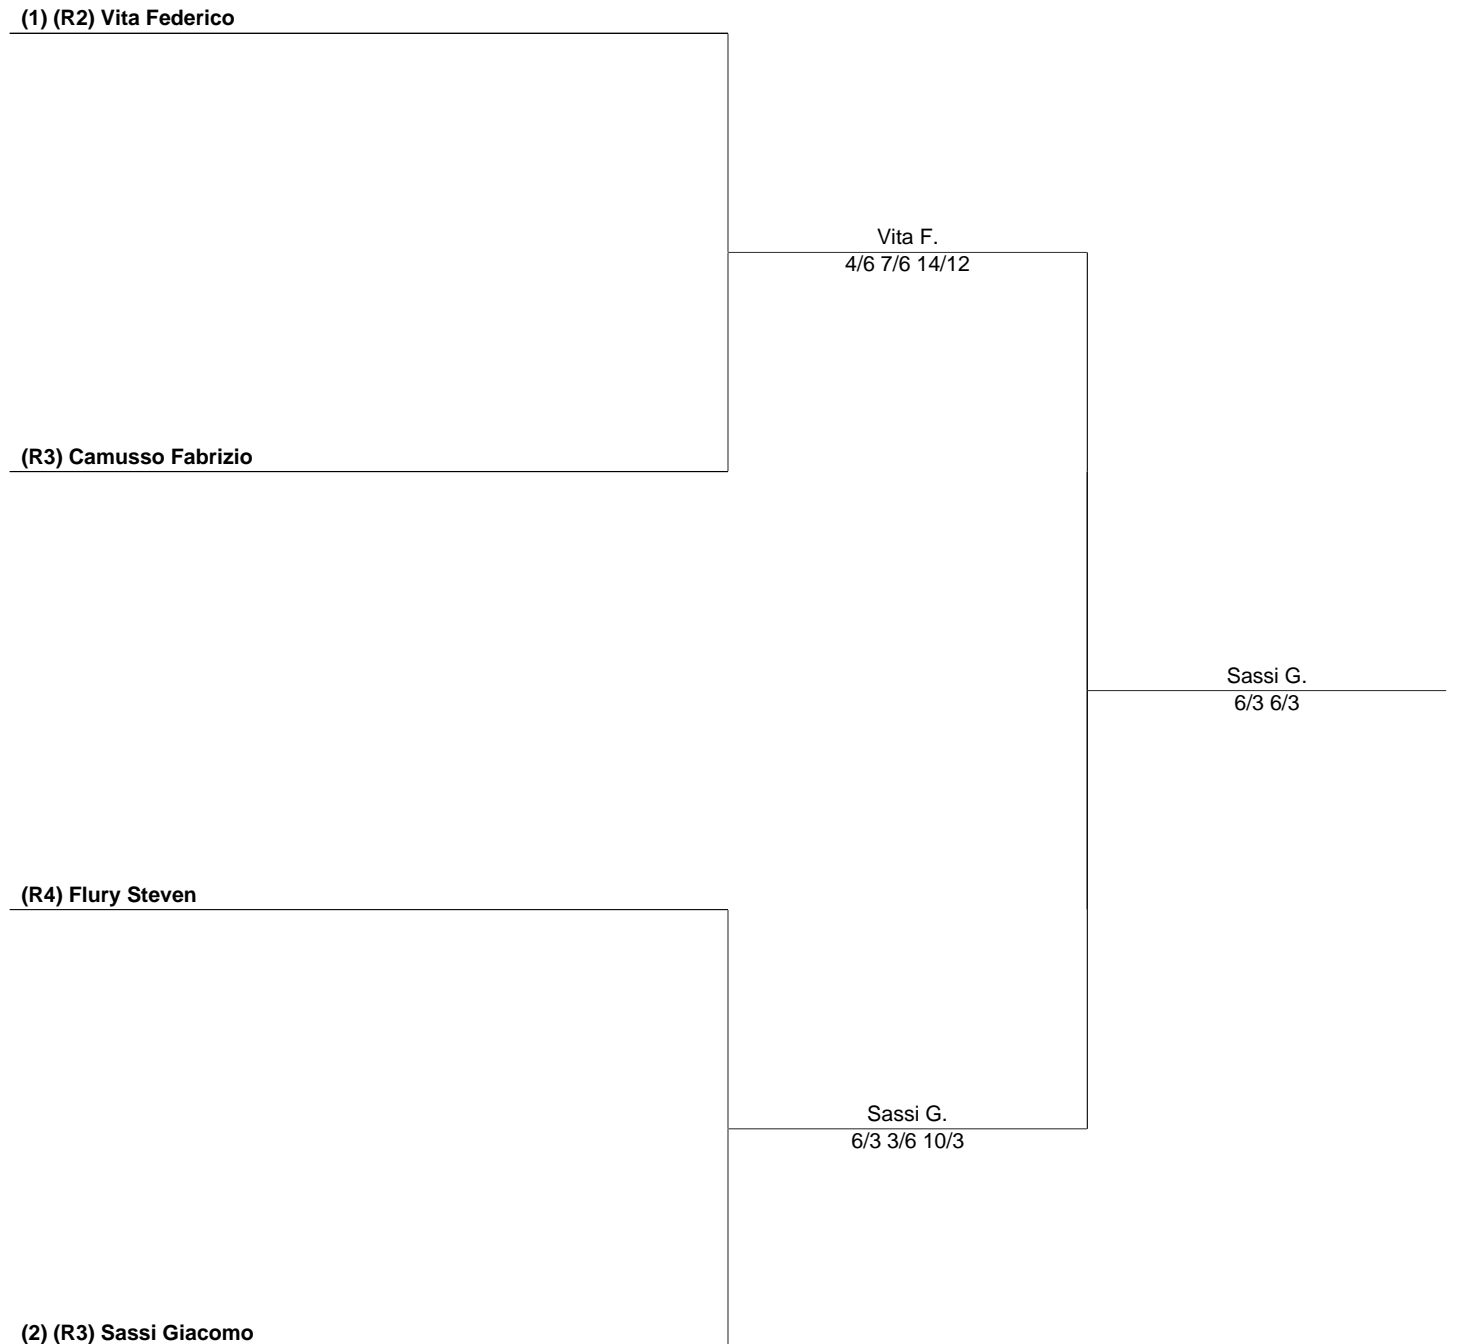 (1) (R2) Vita Federico
Vita F.
4/6 7/6 14/12
(R3) Camusso Fabrizio
Sassi G.
6/3 6/3
(R4) Flury Steven
Sassi G.
6/3 3/6 10/3
(2) (R3) Sassi Giacomo